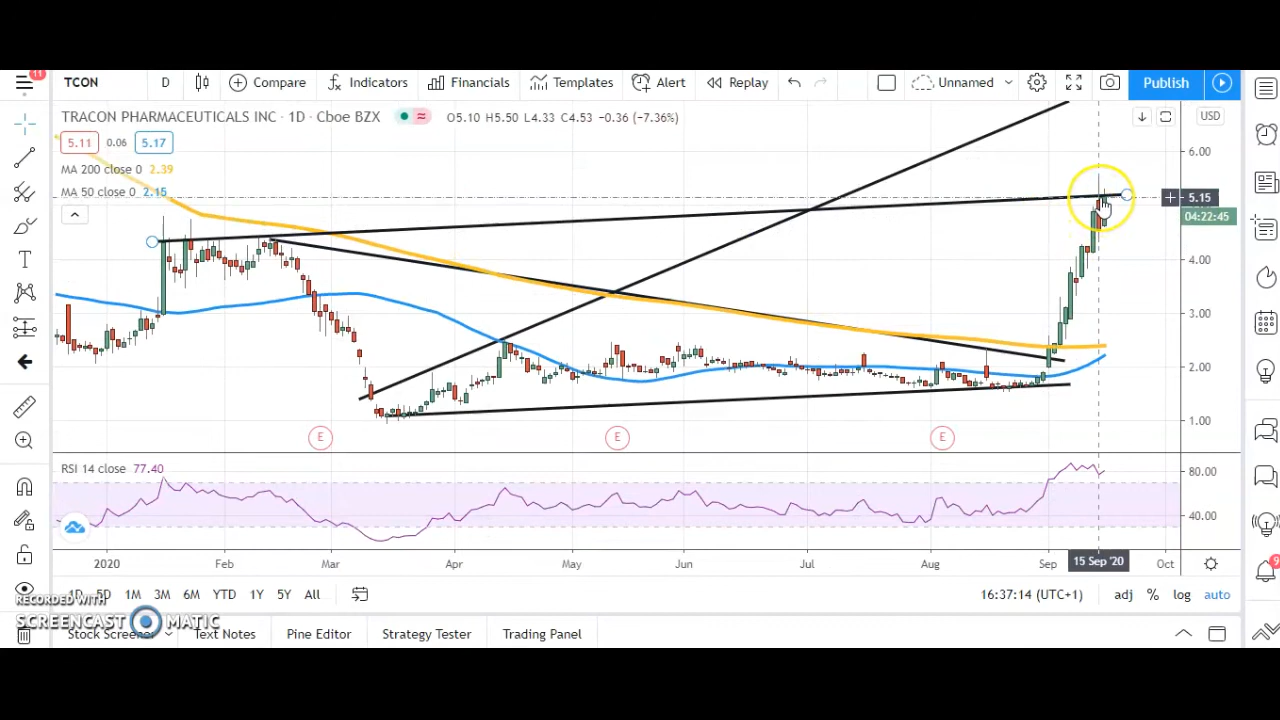 11
TCON D Compare Indicators Financials Templates Alert Replay Unnamed Publish
TRACON PHARMACEUTICALS INC · 1D · Cboe BZX O5.10 H5.50 L4.33 C4.53 −0.36 (−7.36%) USD
5.11 0.06 5.17
6.00
MA 200 close 0 2.39
MA 50 close 0 2.15
5.15
04:22:45
4.00
3.00
2.00
1.00
E E E
RSI 14 close 77.40
80.00
40.00
2020 Feb Mar Apr May Jun Jul Aug Sep 15 Sep '20 Oct
9
1D 5D 1M 3M 6M YTD 1Y 5Y All 16:37:14 (UTC+1) adj % log auto
RECORDED WITH
SCREENCAST MATIC
Stock Screener Text Notes Pine Editor Strategy Tester Trading Panel